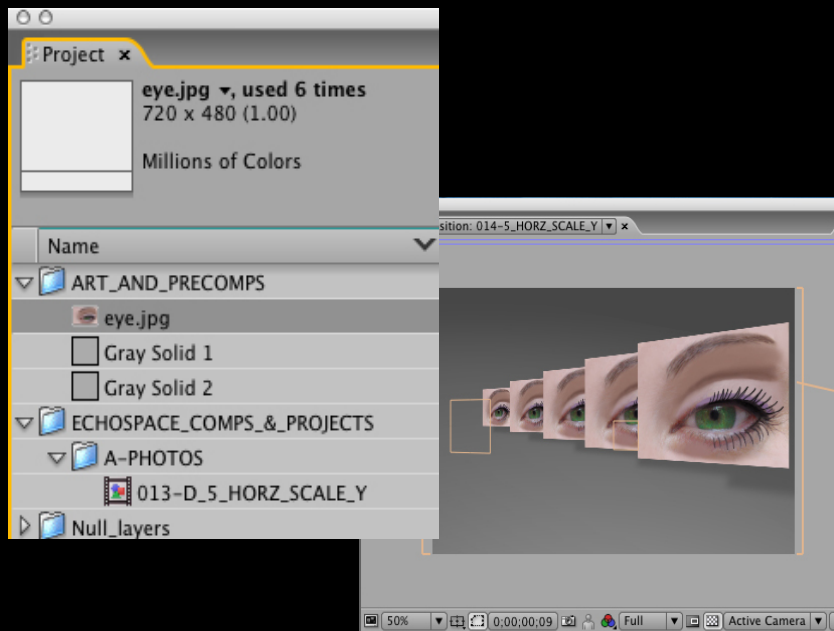 Project ×
eye.jpg ▾, used 6 times
720 x 480 (1.00)
Millions of Colors
Name
ART_AND_PRECOMPS
eye.jpg
Gray Solid 1
Gray Solid 2
ECHOSPACE_COMPS_&_PROJECTS
A-PHOTOS
013-D_5_HORZ_SCALE_Y
Null_layers
sition: 014-5_HORZ_SCALE_Y ▾ ×
50%
0;00;00;09
Full
Active Camera